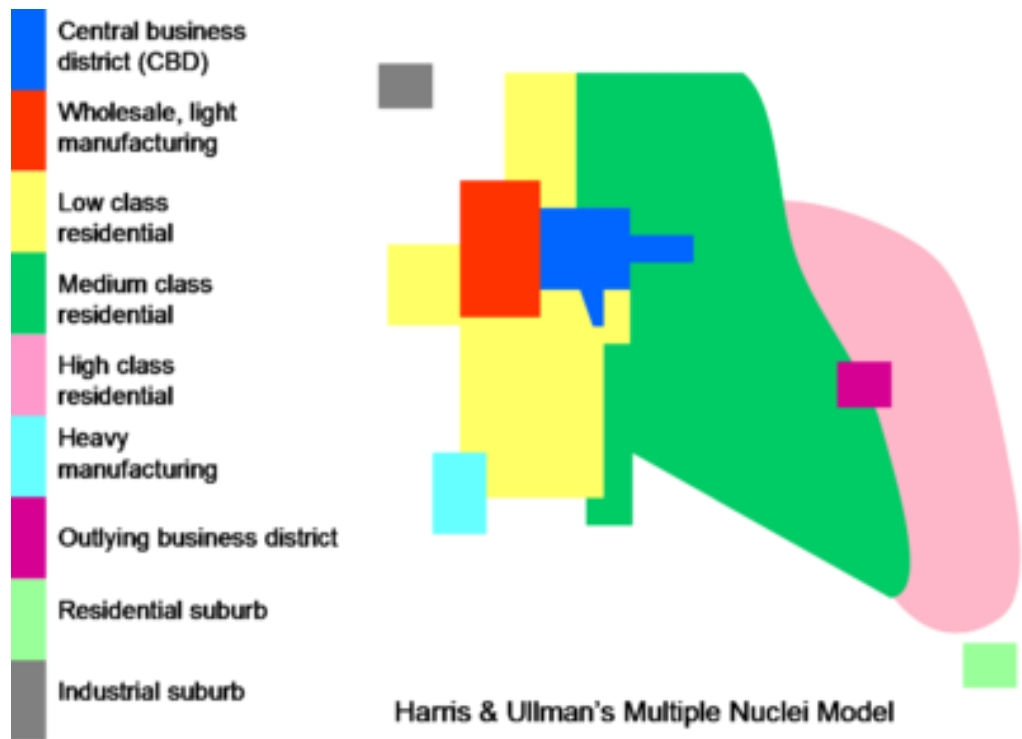 Central business
district (CBD)
Wholesale, light
manufacturing
Low class
residential
Medium class
residential
High class
residential
Heavy
manufacturing
Outlying business district
Residential suburb
Industrial suburb
Harris & Ullman's Multiple Nuclei Model